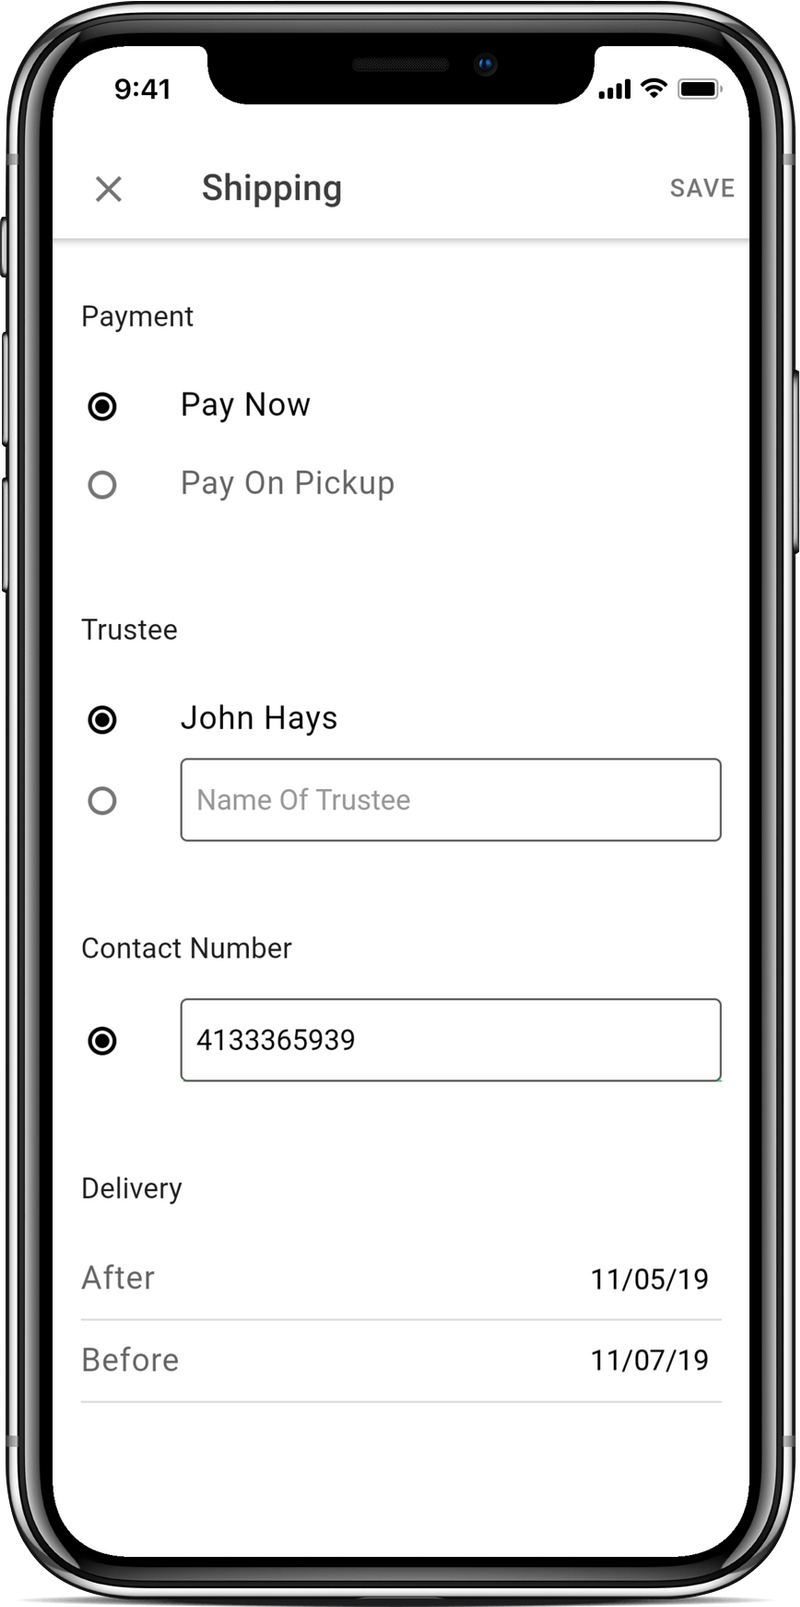 9:41
Shipping SAVE
Payment
Pay Now
Pay On Pickup
Trustee
John Hays
Name Of Trustee
Contact Number
4133365939
Delivery
After 11/05/19
Before 11/07/19